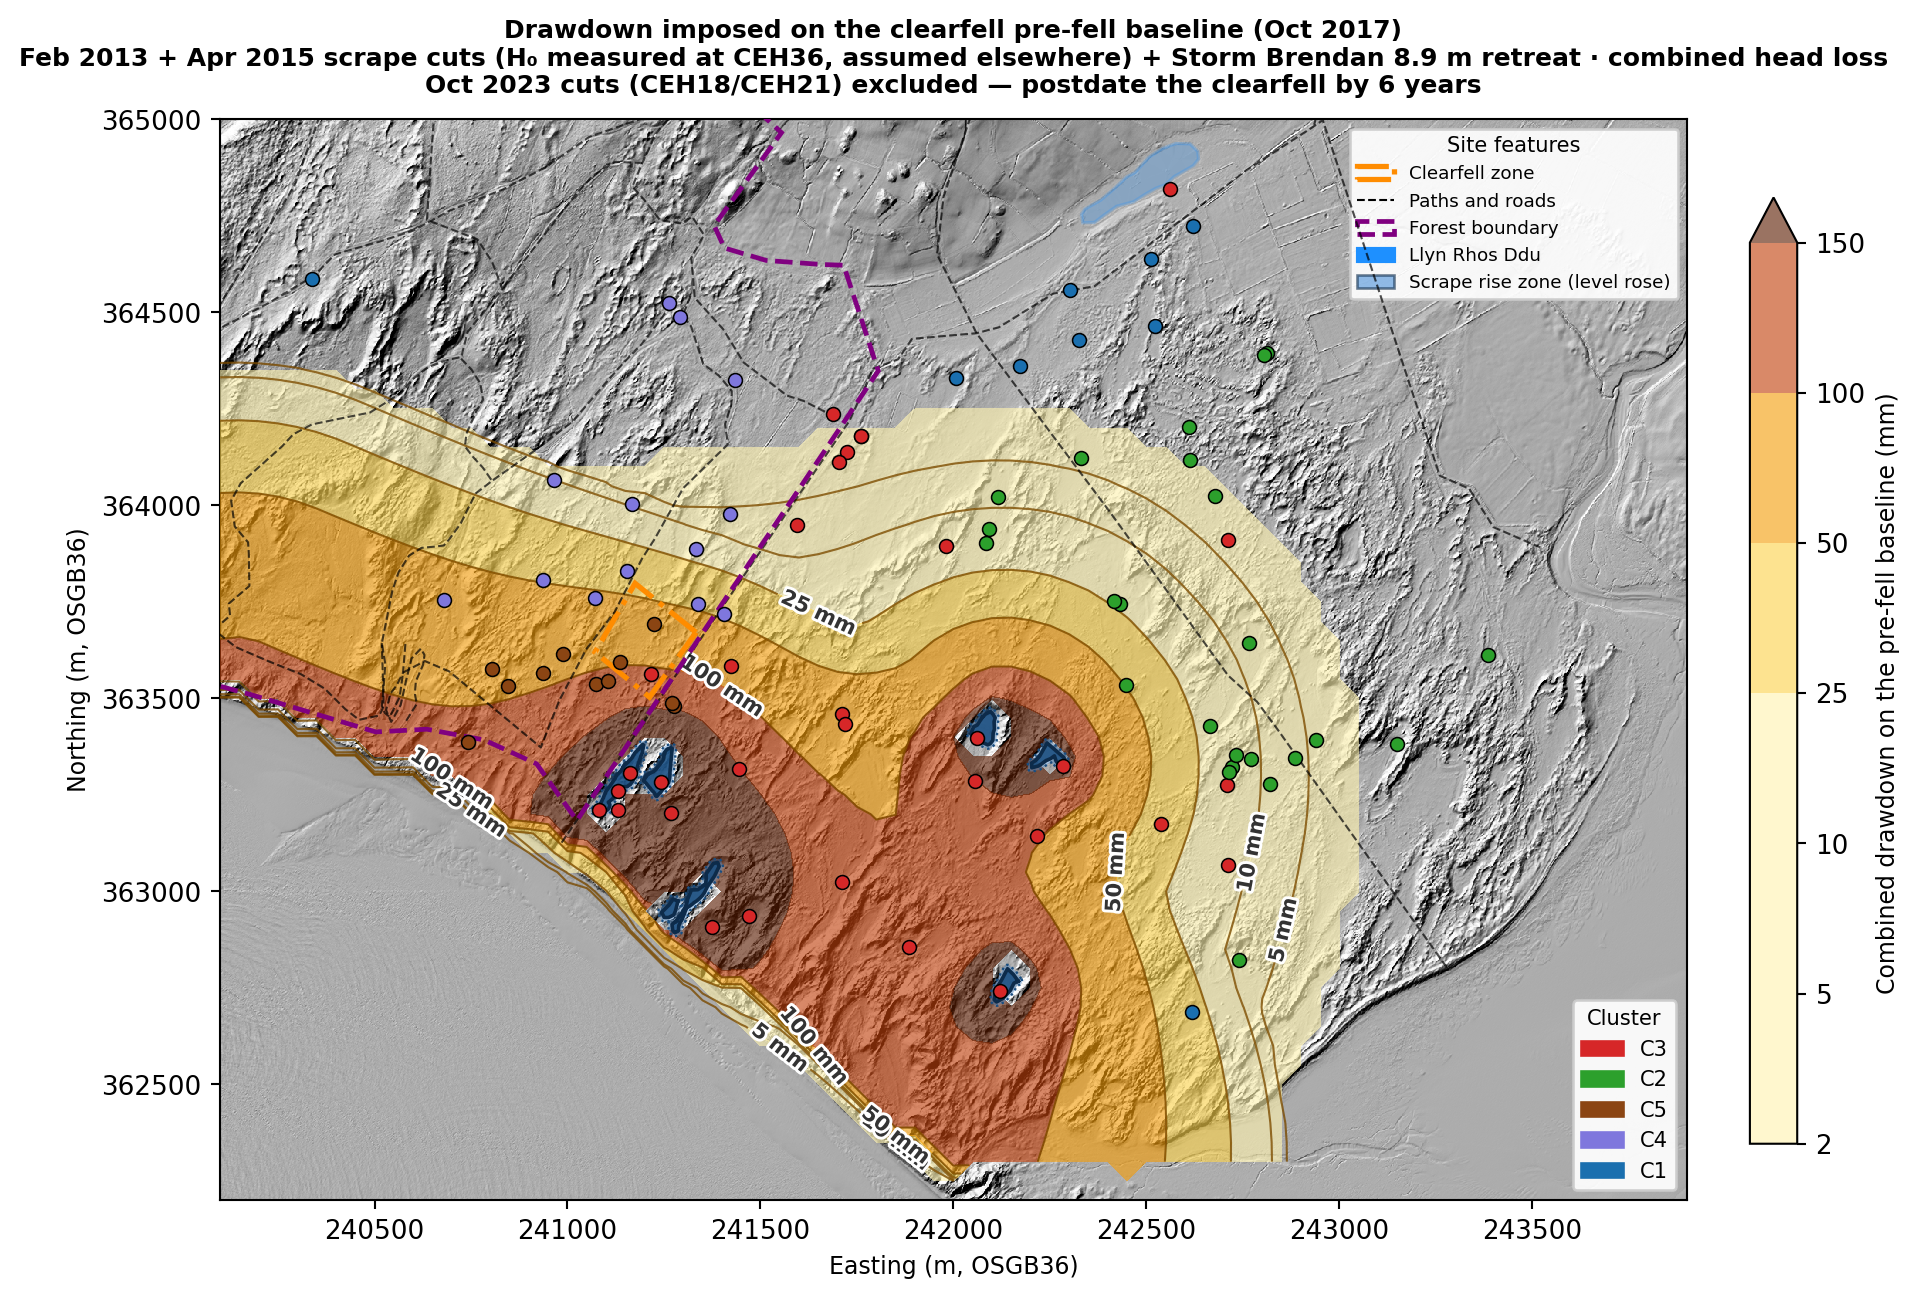 Drawdown imposed on the clearfell pre-fell baseline (Oct 2017)
Feb 2013 + Apr 2015 scrape cuts (H₀ measured at CEH36, assumed elsewhere) + Storm Brendan 8.9 m retreat · combined head loss
Oct 2023 cuts (CEH18/CEH21) excluded — postdate the clearfell by 6 years
365000
364500
364000
363500
363000
362500
Northing (m, OSGB36)
240500
241000
241500
242000
242500
243000
243500
Easting (m, OSGB36)
Site features
Clearfell zone
Paths and roads
Forest boundary
Llyn Rhos Ddu
Scrape rise zone (level rose)
25 mm
100 mm
100 mm
25 mm
50 mm
10 mm
5 mm
100 mm
5 mm
50 mm
Cluster
C3
C2
C5
C4
C1
150
100
50
25
10
5
2
Combined drawdown on the pre-fell baseline (mm)